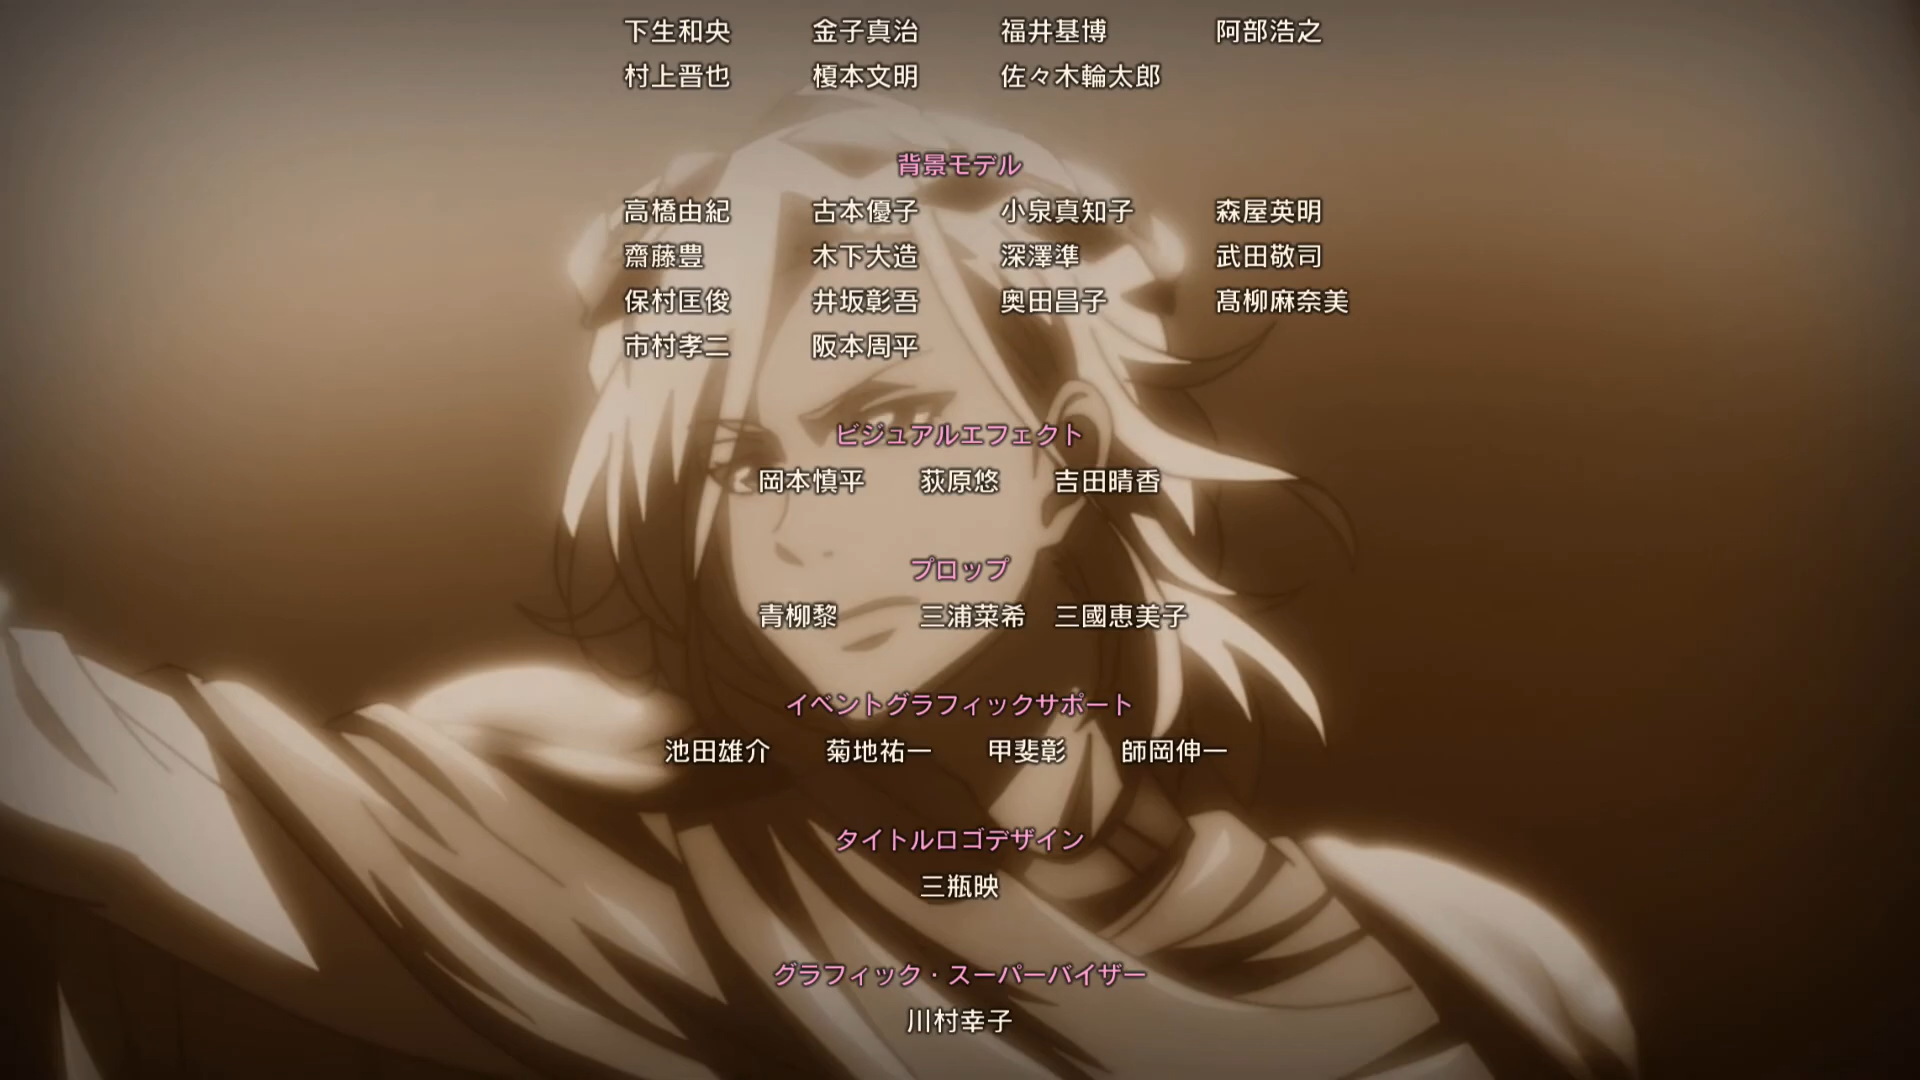 下生和央 金子真治 福井基博 阿部浩之
村上晋也 榎本文明 佐々木輪太郎
背景モデル
高橋由紀 古本優子 小泉真知子 森屋英明
齋藤豊 木下大造 深澤準 武田敬司
保村匡俊 井坂彰吾 奥田昌子 髙柳麻奈美
市村孝二 阪本周平
ビジュアルエフェクト
岡本慎平 荻原悠 吉田晴香
プロップ
青柳黎 三浦菜希 三國恵美子
イベントグラフィックサポート
池田雄介 菊地祐一 甲斐彰 師岡伸一
タイトルロゴデザイン
三瓶映
グラフィック・スーパーバイザー
川村幸子